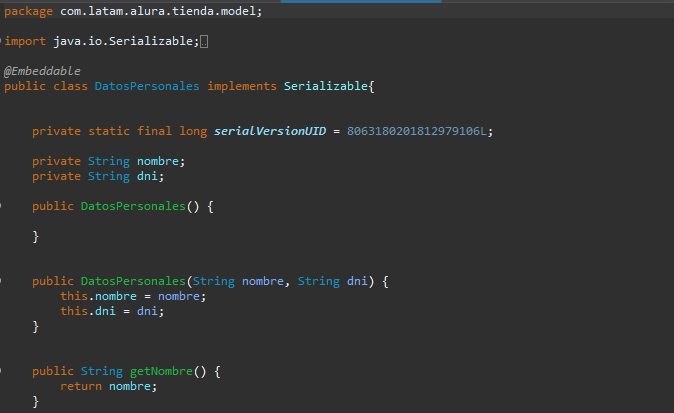 package com.latam.alura.tienda.model;
import java.io.Serializable;
@Embeddable
public class DatosPersonales implements Serializable{
private static final long serialVersionUID = 8063180201812979106L;
private String nombre;
private String dni;
public DatosPersonales() {
}
public DatosPersonales(String nombre, String dni) {
this.nombre = nombre;
this.dni = dni;
}
public String getNombre() {
return nombre;
}